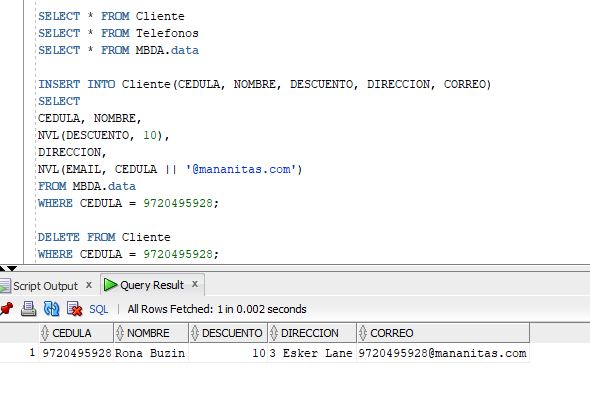 SELECT * FROM Cliente
SELECT * FROM Telefonos
SELECT * FROM MBDA.data
INSERT INTO Cliente(CEDULA, NOMBRE, DESCUENTO, DIRECCION, CORREO)
SELECT
CEDULA, NOMBRE,
NVL(DESCUENTO, 10),
DIRECCION,
NVL(EMAIL, CEDULA || '@mananitas.com')
FROM MBDA.data
WHERE CEDULA = 9720495928;
DELETE FROM Cliente
WHERE CEDULA = 9720495928;
Script Output x Query Result x
SQL | All Rows Fetched: 1 in 0.002 seconds
CEDULA NOMBRE DESCUENTO DIRECCION CORREO
1 9720495928 Rona Buzin 10 3 Esker Lane 9720495928@mananitas.com